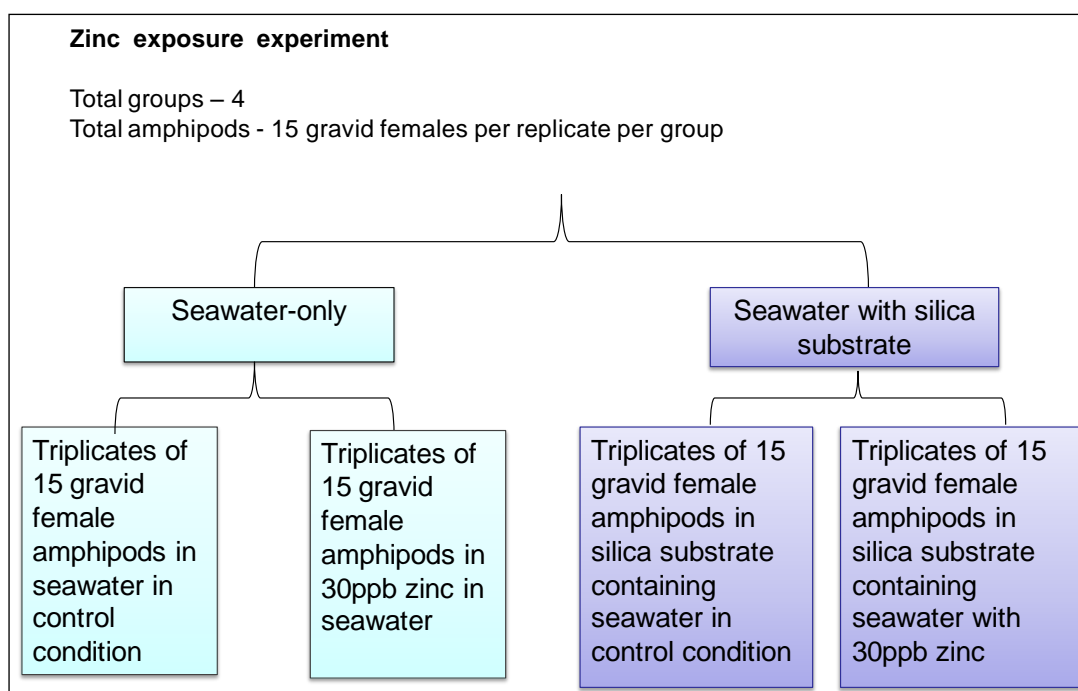 Zinc exposure experiment
Total groups – 4
Total amphipods - 15 gravid females per replicate per group
Seawater-only
Seawater with silica
substrate
Triplicates of
15 gravid
female
amphipods in
seawater in
control
condition
Triplicates of
15 gravid
female
amphipods in
30ppb zinc in
seawater
Triplicates of 15
gravid female
amphipods in
silica substrate
containing
seawater in
control condition
Triplicates of 15
gravid female
amphipods in
silica substrate
containing
seawater with
30ppb zinc